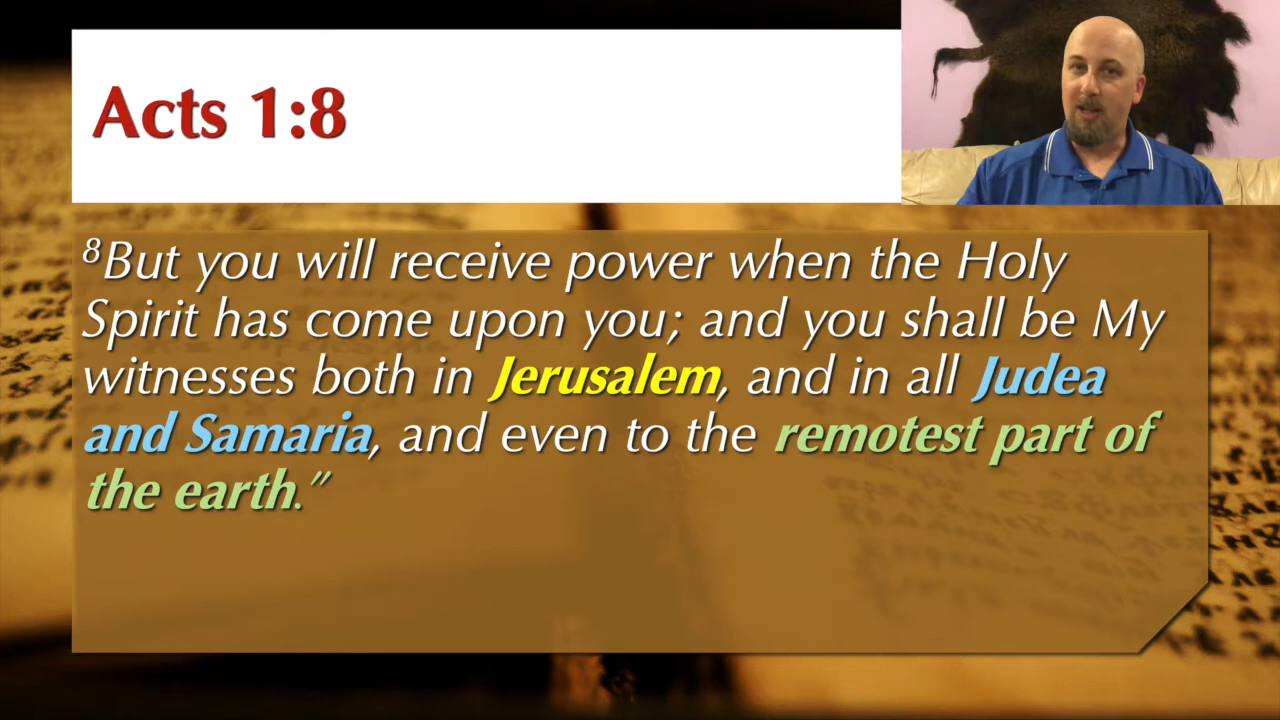 Acts 1:8
⁸But you will receive power when the Holy
Spirit has come upon you; and you shall be My
witnesses both in Jerusalem, and in all Judea
and Samaria, and even to the remotest part of
the earth.”